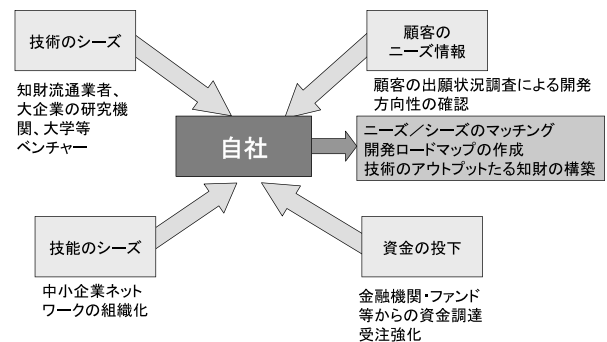 技術のシーズ
知財流通業者、
大企業の研究機
関、大学等
ベンチャー
顧客の
ニーズ情報
顧客の出願状況調査による開発
方向性の確認
自社
ニーズ／シーズのマッチング
開発ロードマップの作成
技術のアウトプットたる知財の構築
技能のシーズ
中小企業ネット
ワークの組織化
資金の投下
金融機関・ファンド
等からの資金調達
受注強化